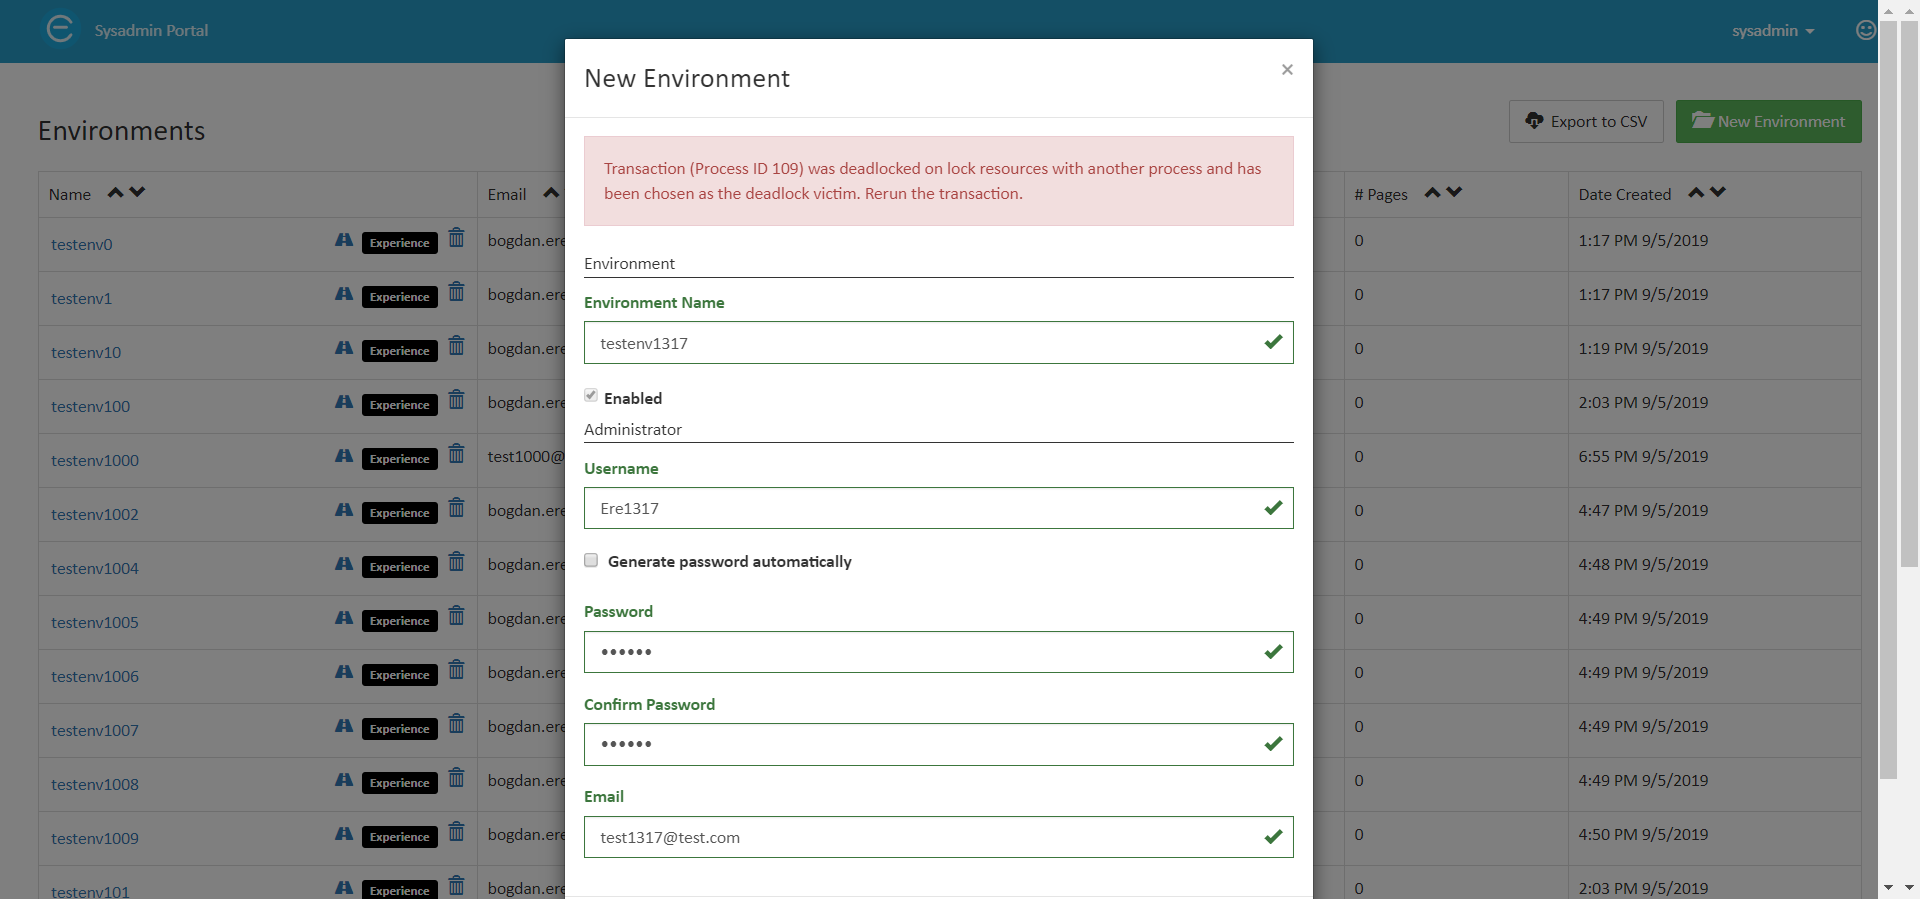 Sysadmin Portal
sysadmin
New Environment
×
Environments
Export to CSV
New Environment
Transaction (Process ID 109) was deadlocked on lock resources with another process and has
been chosen as the deadlock victim. Rerun the transaction.
Name
Email
# Pages
Date Created
testenv0 Experience bogdan.ere 0 1:17 PM 9/5/2019
testenv1 Experience bogdan.ere 0 1:17 PM 9/5/2019
testenv10 Experience bogdan.ere 0 1:19 PM 9/5/2019
testenv100 Experience bogdan.ere 0 2:03 PM 9/5/2019
testenv1000 Experience test1000@ 0 6:55 PM 9/5/2019
testenv1002 Experience bogdan.ere 0 4:47 PM 9/5/2019
testenv1004 Experience bogdan.ere 0 4:48 PM 9/5/2019
testenv1005 Experience bogdan.ere 0 4:49 PM 9/5/2019
testenv1006 Experience bogdan.ere 0 4:49 PM 9/5/2019
testenv1007 Experience bogdan.ere 0 4:49 PM 9/5/2019
testenv1008 Experience bogdan.ere 0 4:49 PM 9/5/2019
testenv1009 Experience bogdan.ere 0 4:50 PM 9/5/2019
testenv101 Experience bogdan.ere 0 2:03 PM 9/5/2019
Environment
Environment Name
testenv1317
Enabled
Administrator
Username
Ere1317
Generate password automatically
Password
••••••
Confirm Password
••••••
Email
test1317@test.com